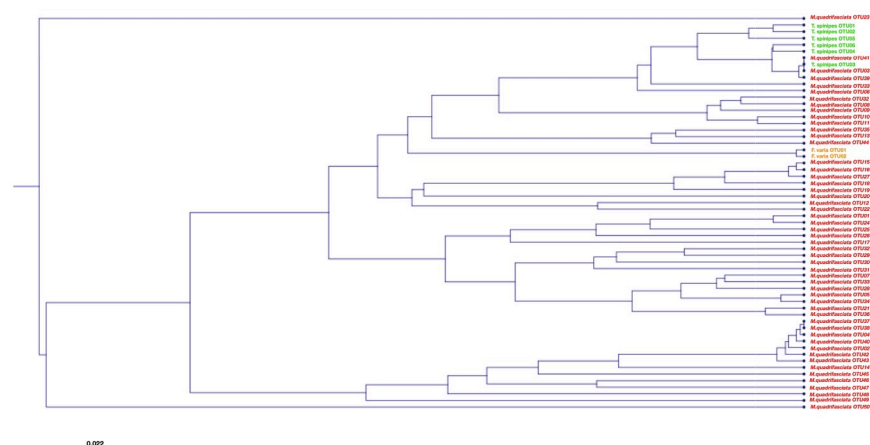 M.quadrifasciata OTU23
T. spinipes OTU01
T. spinipes OTU02
T. spinipes OTU05
T. spinipes OTU06
T. spinipes OTU04
M.quadrifasciata OTU41
T. spinipes OTU03
M.quadrifasciata OTU03
M.quadrifasciata OTU39
M.quadrifasciata OTU33
M.quadrifasciata OTU06
M.quadrifasciata OTU32
M.quadrifasciata OTU08
M.quadrifasciata OTU09
M.quadrifasciata OTU10
M.quadrifasciata OTU11
M.quadrifasciata OTU35
M.quadrifasciata OTU13
M.quadrifasciata OTU44
F. varia OTU01
F. varia OTU02
M.quadrifasciata OTU15
M.quadrifasciata OTU16
M.quadrifasciata OTU27
M.quadrifasciata OTU18
M.quadrifasciata OTU19
M.quadrifasciata OTU20
M.quadrifasciata OTU12
M.quadrifasciata OTU22
M.quadrifasciata OTU01
M.quadrifasciata OTU24
M.quadrifasciata OTU25
M.quadrifasciata OTU26
M.quadrifasciata OTU17
M.quadrifasciata OTU32
M.quadrifasciata OTU29
M.quadrifasciata OTU30
M.quadrifasciata OTU31
M.quadrifasciata OTU07
M.quadrifasciata OTU33
M.quadrifasciata OTU28
M.quadrifasciata OTU05
M.quadrifasciata OTU34
M.quadrifasciata OTU21
M.quadrifasciata OTU36
M.quadrifasciata OTU37
M.quadrifasciata OTU38
M.quadrifasciata OTU04
M.quadrifasciata OTU40
M.quadrifasciata OTU02
M.quadrifasciata OTU42
M.quadrifasciata OTU43
M.quadrifasciata OTU14
M.quadrifasciata OTU45
M.quadrifasciata OTU46
M.quadrifasciata OTU47
M.quadrifasciata OTU48
M.quadrifasciata OTU49
M.quadrifasciata OTU50
0.022